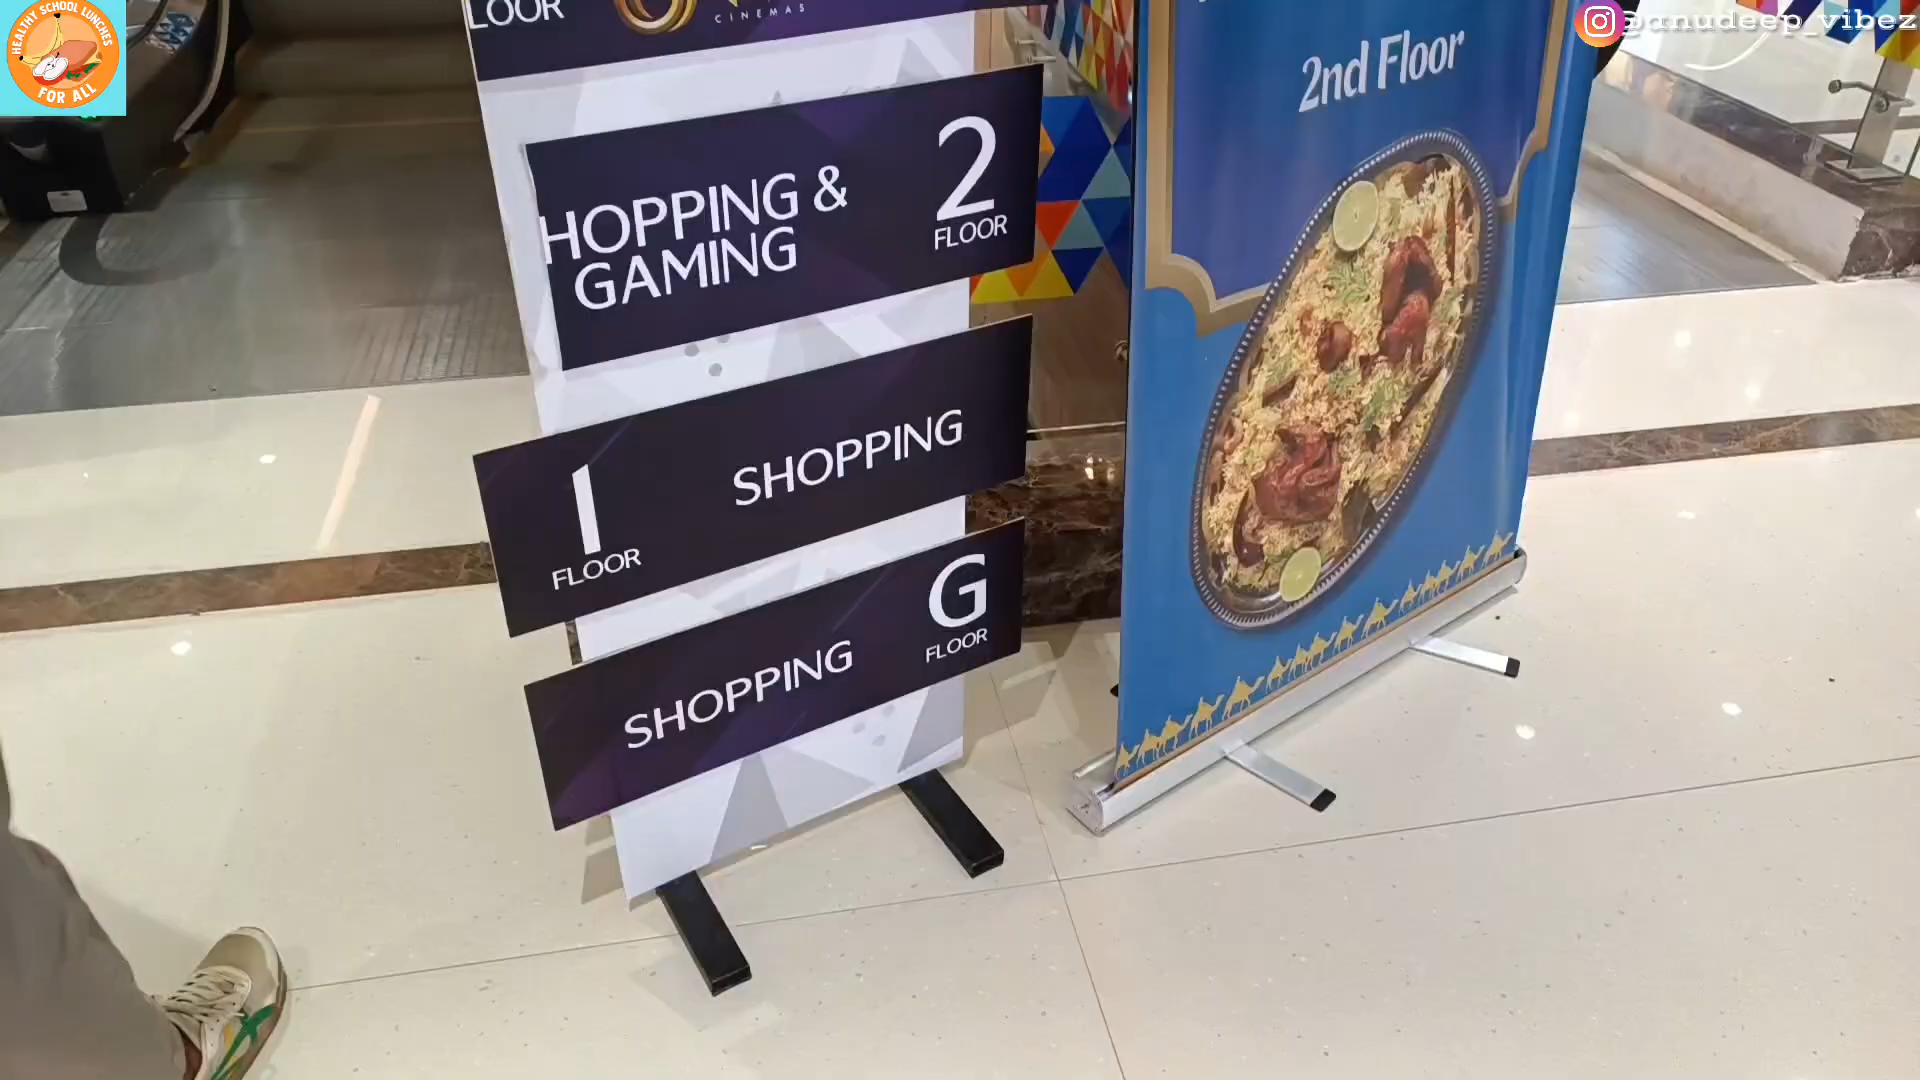 HEALTHY SCHOOL LUNCHES
FOR ALL
@anudeep_vibez
LOOR
CINEMAS
HOPPING &
GAMING
2
FLOOR
1
FLOOR
SHOPPING
SHOPPING
G
FLOOR
2nd Floor